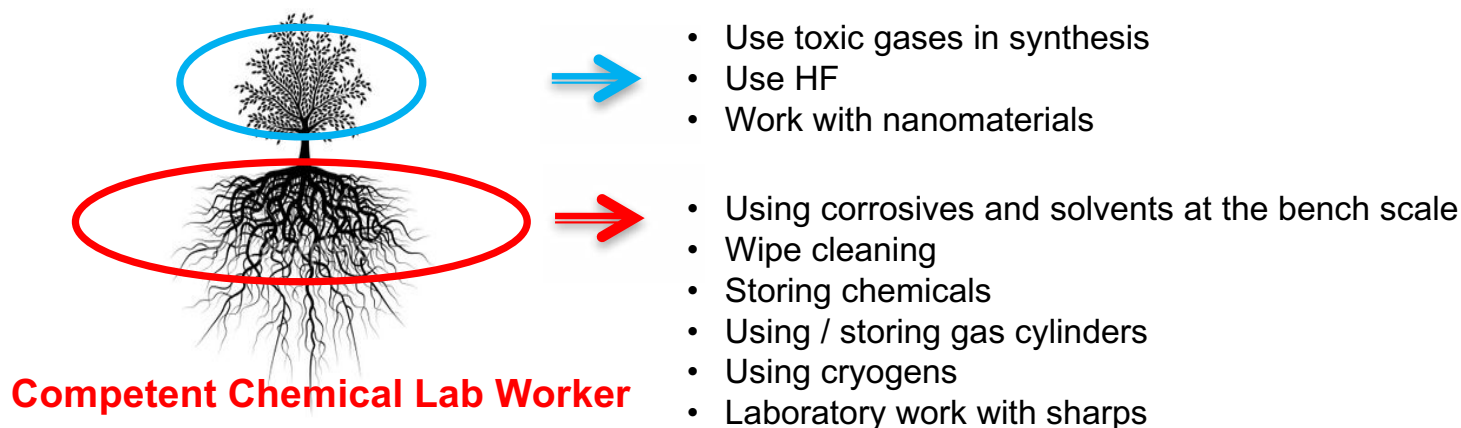 • Use toxic gases in synthesis
• Use HF
• Work with nanomaterials
• Using corrosives and solvents at the bench scale
• Wipe cleaning
• Storing chemicals
• Using / storing gas cylinders
• Using cryogens
• Laboratory work with sharps
Competent Chemical Lab Worker